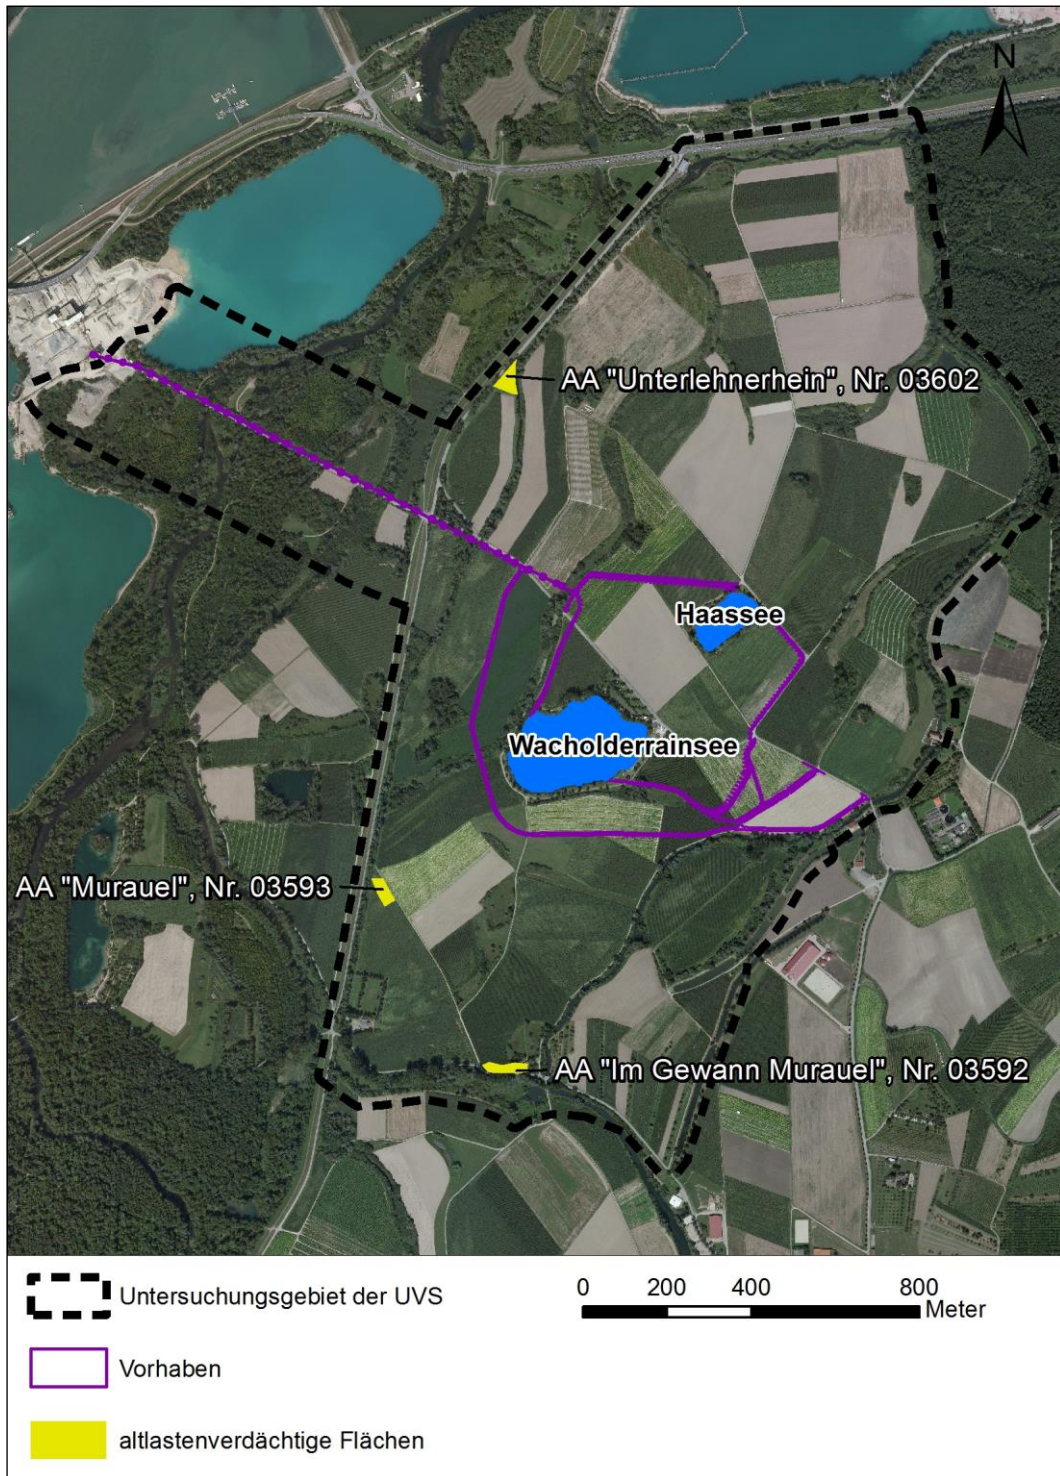 N
AA "Unterlehnerhein", Nr. 03602
Haassee
Wacholderrainsee
AA "Murauel", Nr. 03593
AA "Im Gewann Murauel", Nr. 03592
Untersuchungsgebiet der UVS
0 200 400 800
Meter
Vorhaben
altlastenverdächtige Flächen